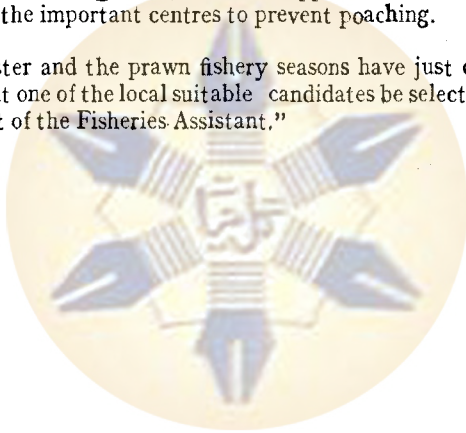 the important centres to prevent poaching.
ter and the prawn fishery seasons have just
one of the local suitable candidates be select
of the Fisheries Assistant.”